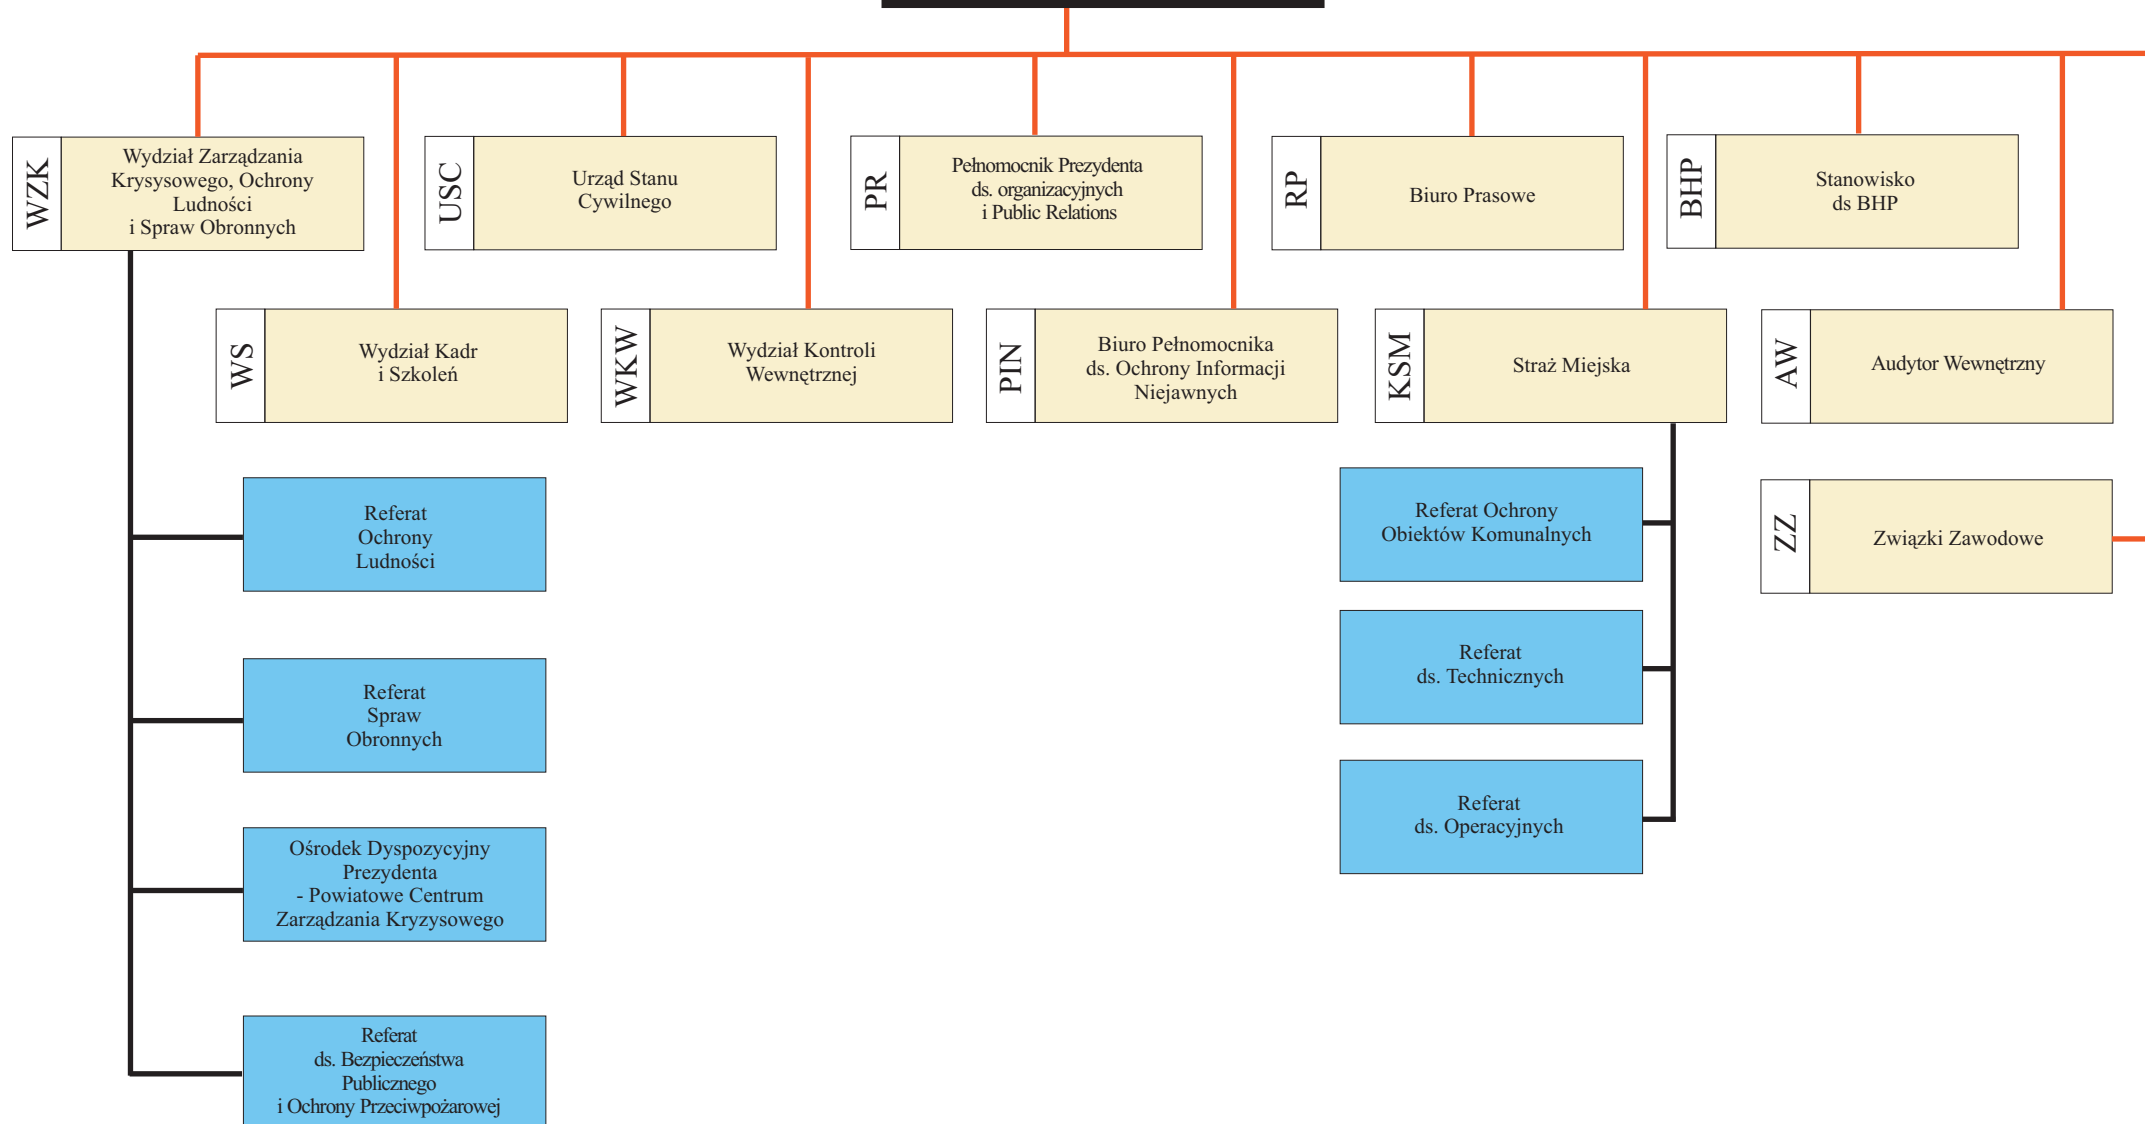 WZK
Wydział Zarządzania
Krysysowego, Ochrony
Ludności
i Spraw Obronnych
USC
Urząd Stanu
Cywilnego
PR
Pełnomocnik Prezydenta
ds. organizacyjnych
i Public Relations
RP
Biuro Prasowe
BHP
Stanowisko
ds BHP
WS
Wydział Kadr
i Szkoleń
WKW
Wydział Kontroli
Wewnętrznej
PIN
Biuro Pełnomocnika
ds. Ochrony Informacji
Niejawnych
KSM
Straż Miejska
AW
Audytor Wewnętrzny
Referat
Ochrony
Ludności
Referat Ochrony
Obiektów Komunalnych
ZZ
Związki Zawodowe
Referat
Spraw
Obronnych
Referat
ds. Technicznych
Ośrodek Dyspozycyjny
Prezydenta
- Powiatowe Centrum
Zarządzania Kryzysowego
Referat
ds. Operacyjnych
Referat
ds. Bezpieczeństwa
Publicznego
i Ochrony Przeciwpożarowej